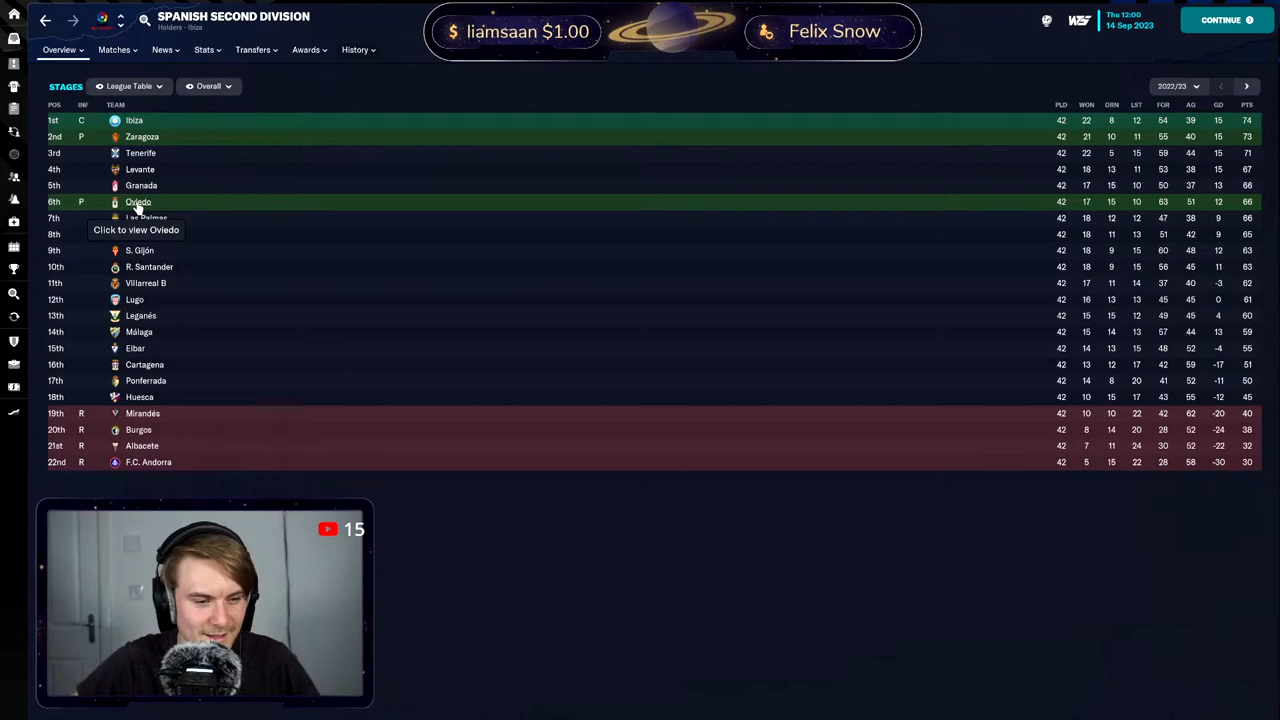 SPANISH SECOND DIVISION
Holders - Ibiza
$ liamsaan $1.00
Felix Snow
Thu 12:00
14 Sep 2023
CONTINUE
Overview Matches News Stats Transfers Awards History
STAGES League Table Overall 2022/23
POS INF TEAM PLD WON DRN LST FOR AG GD PTS
1st C Ibiza 42 22 8 12 54 39 15 74
2nd P Zaragoza 42 21 10 11 55 40 15 73
3rd Tenerife 42 22 5 15 59 44 15 71
4th Levante 42 18 13 11 53 38 15 67
5th Granada 42 17 15 10 50 37 13 66
6th P Oviedo 42 17 15 10 63 51 12 66
7th Las Palmas 42 18 12 12 47 38 9 66
8th 42 18 11 13 51 42 9 65
Click to view Oviedo
9th S. Gijón 42 18 9 15 60 48 12 63
10th R. Santander 42 18 9 15 56 45 11 63
11th Villarreal B 42 17 11 14 37 40 -3 62
12th Lugo 42 16 13 13 45 45 0 61
13th Leganés 42 15 15 12 49 45 4 60
14th Málaga 42 15 14 13 57 44 13 59
15th Eibar 42 14 13 15 48 52 -4 55
16th Cartagena 42 13 12 17 42 59 -17 51
17th Ponferrada 42 14 8 20 41 52 -11 50
18th Huesca 42 10 15 17 43 55 -12 45
19th R Mirandés 42 10 10 22 42 62 -20 40
20th R Burgos 42 8 14 20 28 52 -24 38
21st R Albacete 42 7 11 24 30 52 -22 32
22nd R F.C. Andorra 42 5 15 22 28 58 -30 30
15